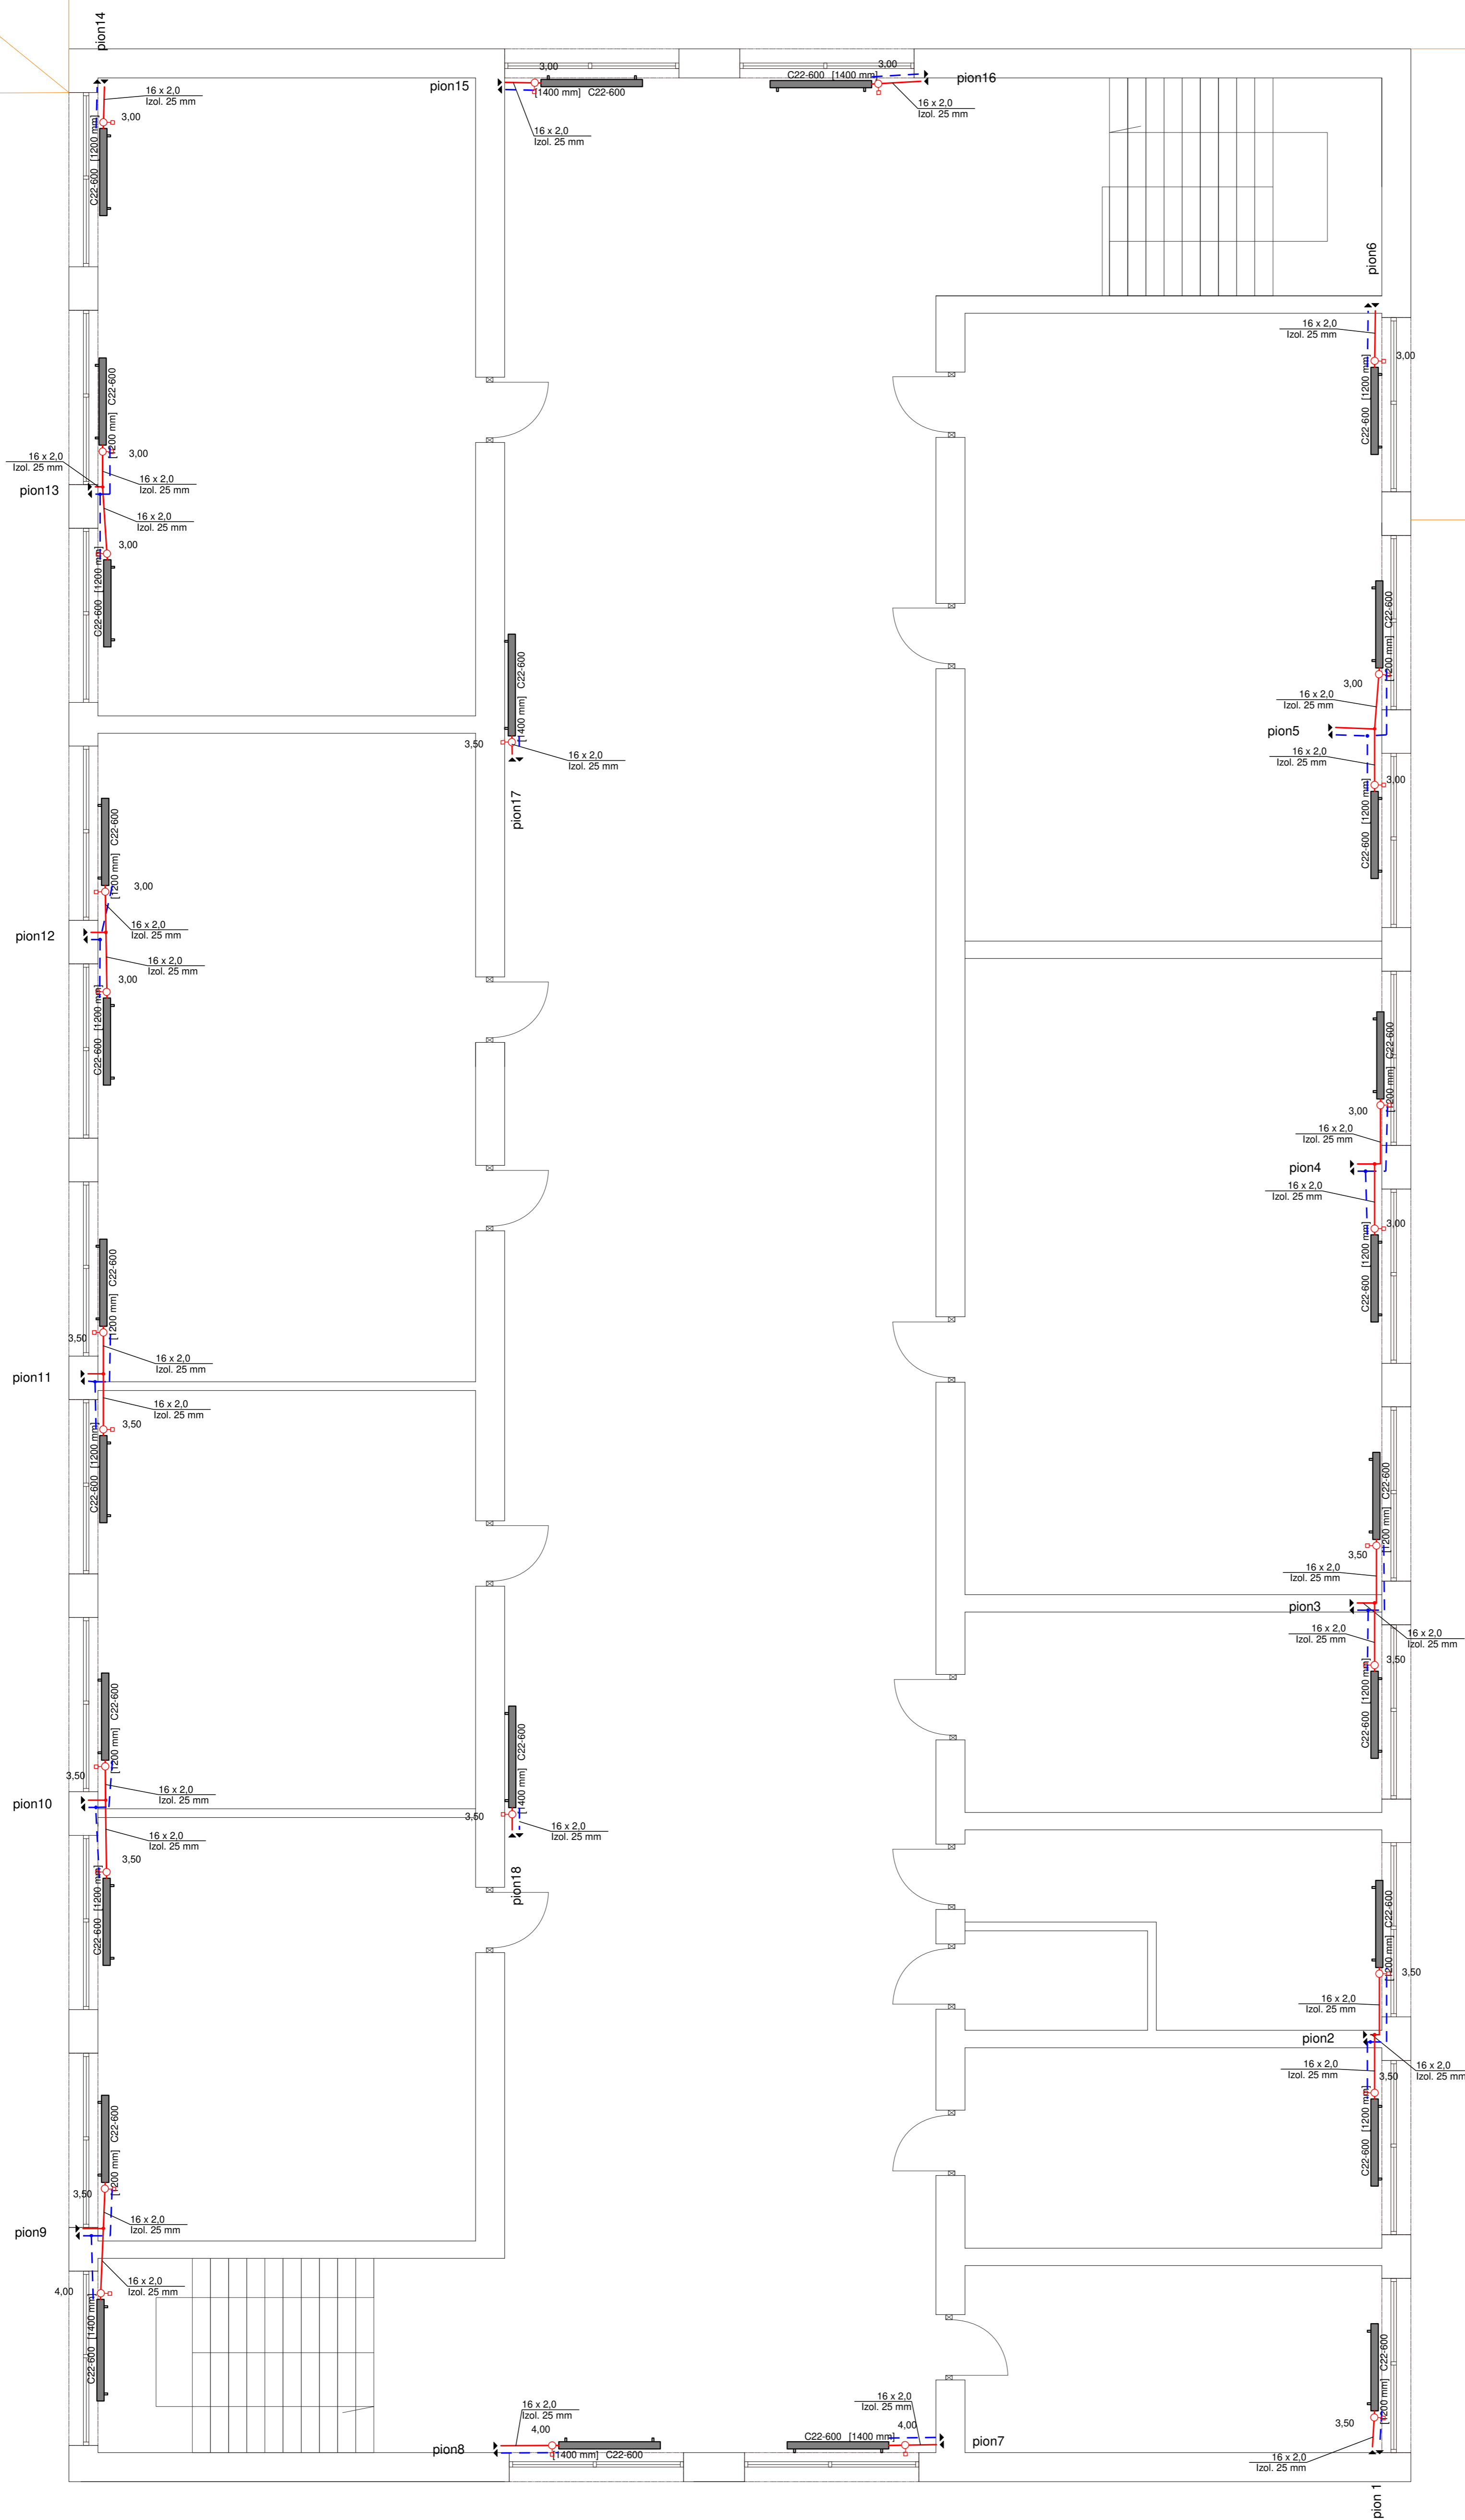 pion14
16 x 2,0
Izol. 25 mm
3,00
C22-600 [1200 mm]
pion15
3,00
[1400 mm] C22-600
16 x 2,0
Izol. 25 mm
3,00
C22-600 [1400 mm]
pion16
16 x 2,0
Izol. 25 mm
pion6
16 x 2,0
Izol. 25 mm
3,00
C22-600 [1200 mm]
[1200 mm] C22-600
3,00
16 x 2,0
Izol. 25 mm
16 x 2,0
Izol. 25 mm
pion13
16 x 2,0
Izol. 25 mm
3,00
C22-600 [1200 mm]
[1400 mm] C22-600
3,50
16 x 2,0
Izol. 25 mm
pion17
[1200 mm] C22-600
3,00
16 x 2,0
Izol. 25 mm
pion5
16 x 2,0
Izol. 25 mm
3,00
C22-600 [1200 mm]
[1200 mm] C22-600
3,00
16 x 2,0
Izol. 25 mm
pion12
16 x 2,0
Izol. 25 mm
3,00
C22-600 [1200 mm]
[1200 mm] C22-600
3,00
16 x 2,0
Izol. 25 mm
pion4
16 x 2,0
Izol. 25 mm
3,00
C22-600 [1200 mm]
[1200 mm] C22-600
3,50
16 x 2,0
Izol. 25 mm
pion11
16 x 2,0
Izol. 25 mm
3,50
C22-600 [1200 mm]
[1200 mm] C22-600
3,50
16 x 2,0
Izol. 25 mm
pion3
16 x 2,0
Izol. 25 mm
16 x 2,0
Izol. 25 mm
3,50
C22-600 [1200 mm]
[1200 mm] C22-600
3,50
16 x 2,0
Izol. 25 mm
pion10
16 x 2,0
Izol. 25 mm
3,50
C22-600 [1200 mm]
[1400 mm] C22-600
3,50
16 x 2,0
Izol. 25 mm
pion18
[1200 mm] C22-600
3,50
16 x 2,0
Izol. 25 mm
pion2
16 x 2,0
Izol. 25 mm
16 x 2,0
Izol. 25 mm
3,50
C22-600 [1200 mm]
[1200 mm] C22-600
3,50
16 x 2,0
Izol. 25 mm
pion9
16 x 2,0
Izol. 25 mm
4,00
C22-600 [1400 mm]
16 x 2,0
Izol. 25 mm
4,00
pion8
[1400 mm] C22-600
16 x 2,0
Izol. 25 mm
4,00
C22-600 [1400 mm]
pion7
[1200 mm] C22-600
3,50
16 x 2,0
Izol. 25 mm
pion 1